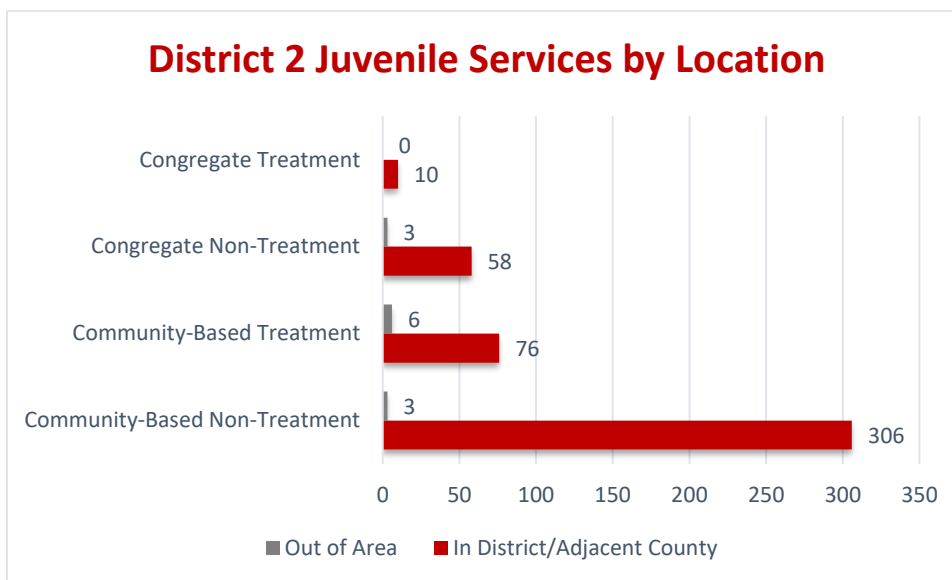 District 2 Juvenile Services by Location
Congregate Treatment
0
10
Congregate Non-Treatment
3
58
Community-Based Treatment
6
76
Community-Based Non-Treatment
3
306
0 50 100 150 200 250 300 350
Out of Area In District/Adjacent County